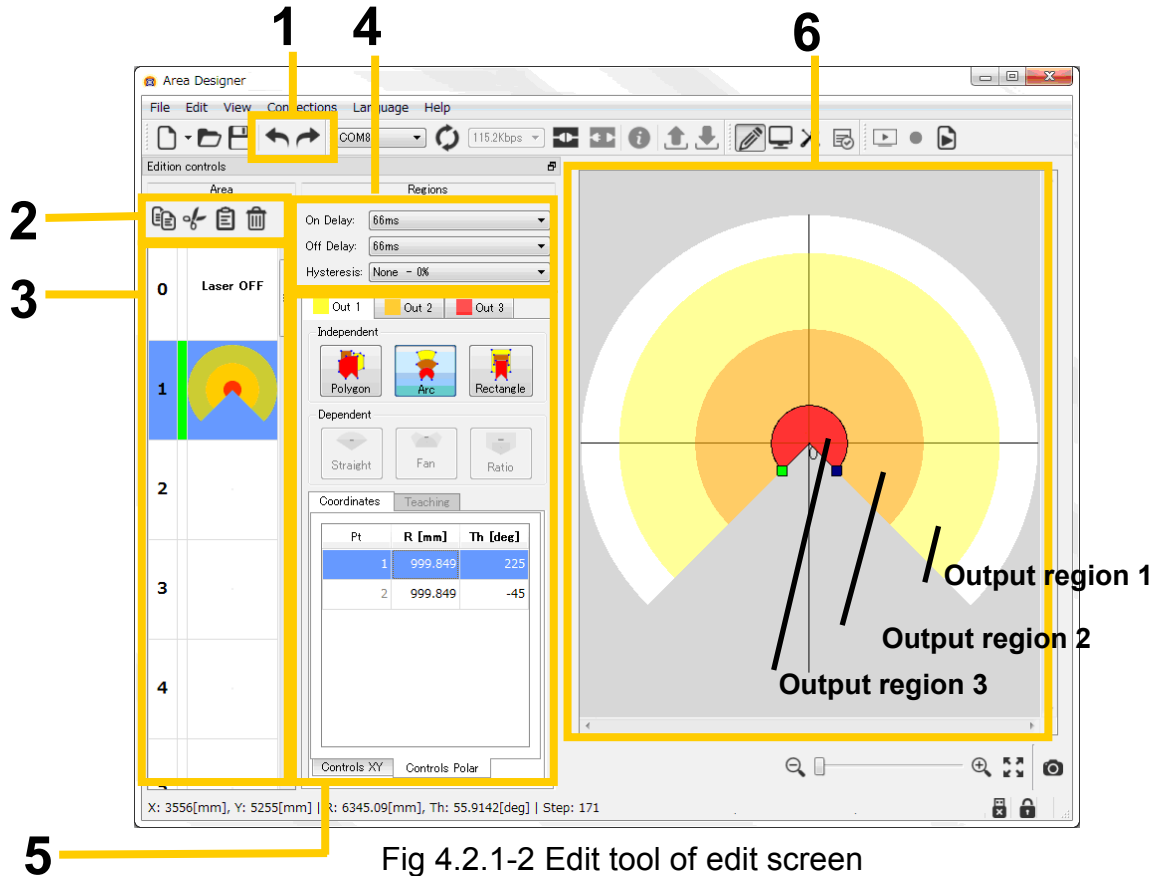 1 4 6
Area Designer
File Edit View Connections Language Help
COM8 115.2Kbps
Edition controls
Area Regions
2
On Delay: 66ms
Off Delay: 66ms
Hysteresis: None - 0%
3
0 Laser OFF
Out 1 Out 2 Out 3
Independent
Polygon Arc Rectangle
1
Dependent
Straight Fan Ratio
2
Coordinates Teaching
Pt R [mm] Th [deg]
1 999.849 225
2 999.849 -45
3
4
0
Output region 1
Output region 2
Output region 3
Controls XY Controls Polar
X: 3556[mm], Y: 5255[mm] | R: 6345.09[mm], Th: 55.9142[deg] | Step: 171
5
Fig 4.2.1-2 Edit tool of edit screen